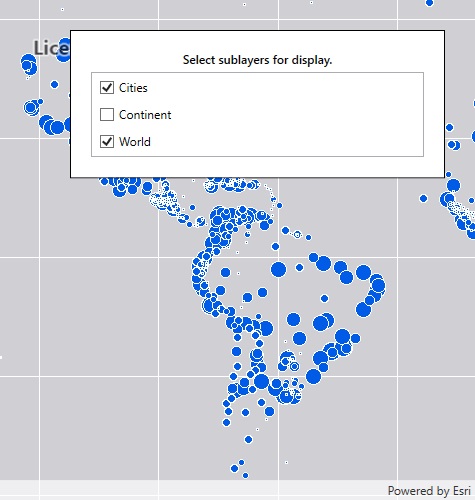 Lice
Select sublayers for display.
Cities
Continent
World
Powered by Esri